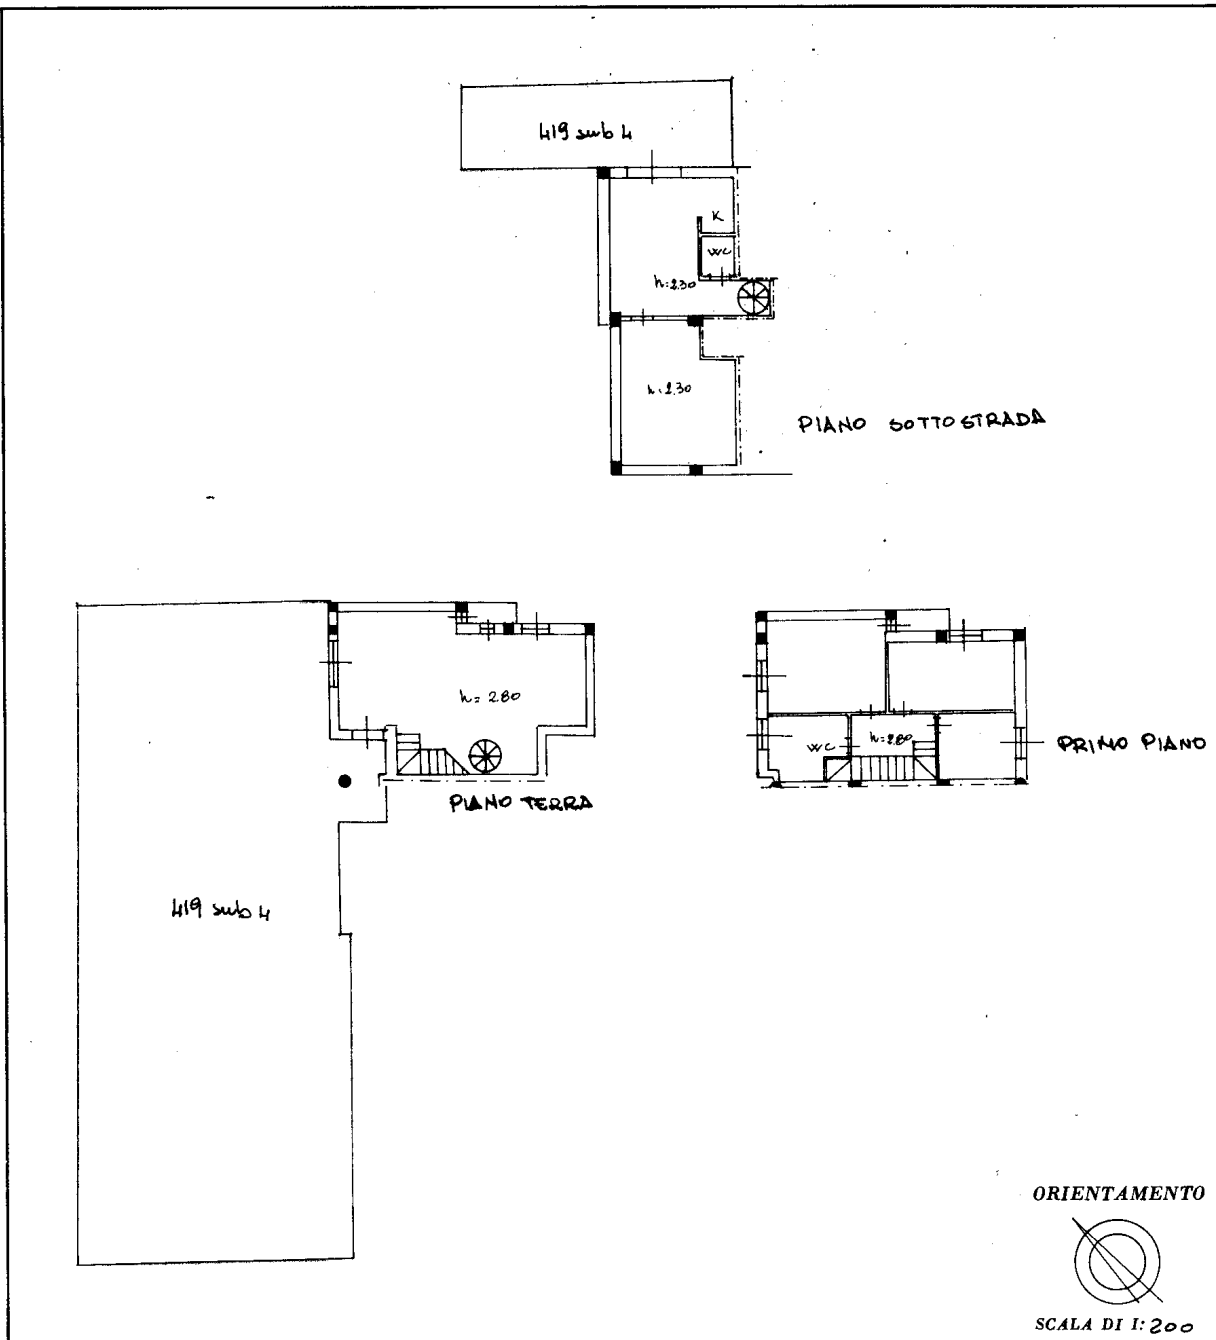 419 sub 4
K
WC
h=2.30
h=2.30
PIANO SOTTOSTRADA
h=2.80
PIANO TERRA
WC
h=2.80
PRIMO PIANO
419 sub 4
ORIENTAMENTO
SCALA DI 1:200